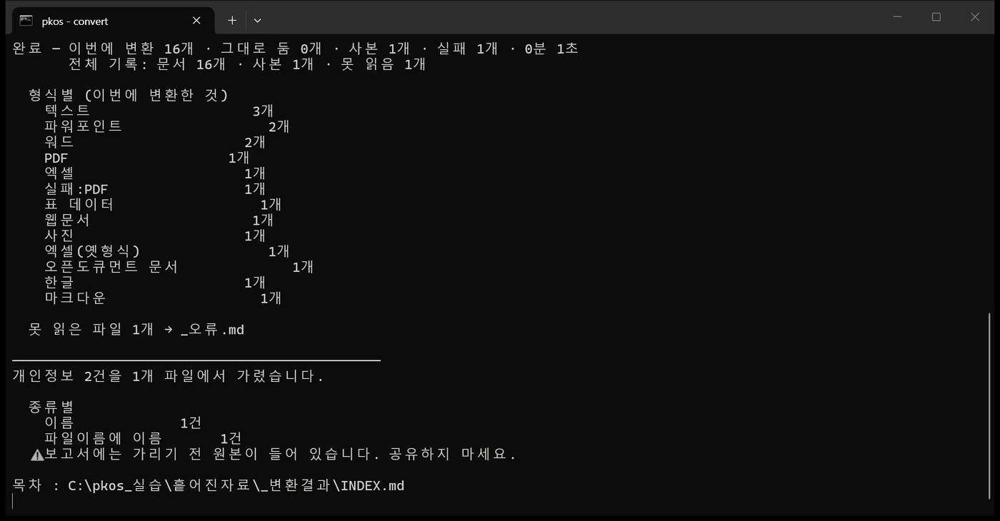 pkos - convert
완료 — 이번에 변환 16개 · 그대로 둠 0개 · 사본 1개 · 실패 1개 · 0분 1초
전체 기록: 문서 16개 · 사본 1개 · 못 읽음 1개
형식별 (이번에 변환한 것)
텍스트 3개
파워포인트 2개
워드 2개
PDF 1개
엑셀 1개
실패:PDF 1개
표 데이터 1개
웹문서 1개
사진 1개
엑셀(옛형식) 1개
오픈도큐먼트 문서 1개
한글 1개
마크다운 1개
못 읽은 파일 1개 → _오류.md
개인정보 2건을 1개 파일에서 가렸습니다.
종류별
이름 1건
파일이름에 이름 1건
⚠보고서에는 가리기 전 원본이 들어 있습니다. 공유하지 마세요.
목차 : C:\pkos_실습\흩어진자료\_변환결과\INDEX.md